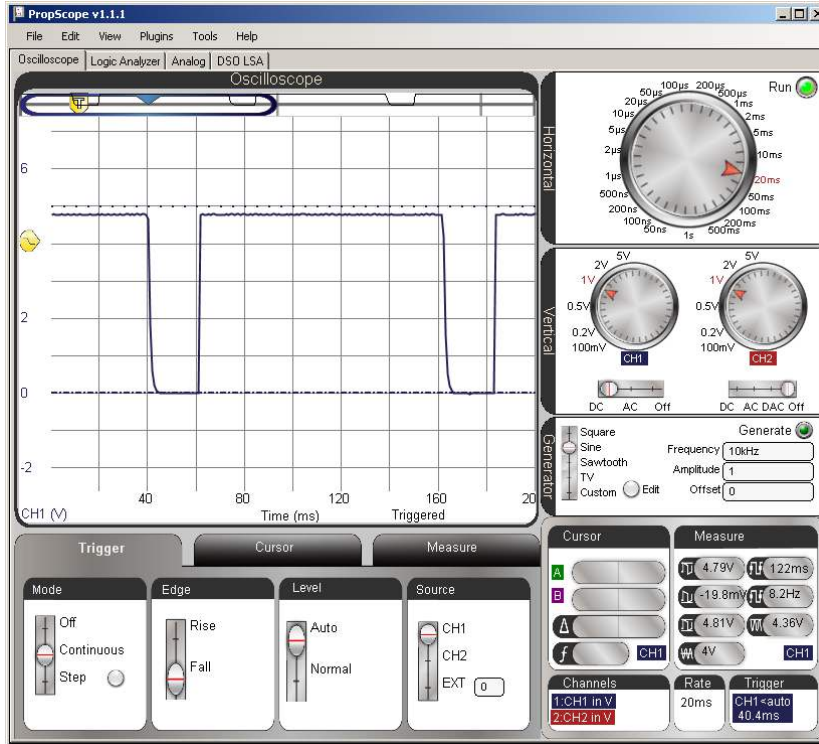 PropScope v1.1.1
File Edit View Plugins Tools Help
Oscilloscope Logic Analyzer Analog DSO LSA
Oscilloscope
6
2
0
-2
40 80 120 160 20
CH1 (V) Time (ms) Triggered
Horizontal
Run
50ns
100ns
200ns
500ns
1µs
2µs
5µs
10µs
20µs
50µs
100µs
200µs
500µs
1ms
2ms
5ms
10ms
20ms
50ms
100ms
200ms
500ms
1s
Vertical
5V
2V
1V
0.5V
0.2V
100mV
CH1
DC AC Off
5V
2V
1V
0.5V
0.2V
100mV
CH2
DC AC DAC Off
Generator
Square
Sine
Sawtooth
TV
Custom Edit
Generate
Frequency 10kHz
Amplitude 1
Offset 0
Trigger Cursor Measure
Mode
Off
Continuous
Step
Edge
Rise
Fall
Level
Auto
Normal
Source
CH1
CH2
EXT 0
Cursor
A
B
Δ
f CH1
Measure
4.79V 122ms
-19.8mV 8.2Hz
4.81V 4.36V
4V CH1
Channels
1:CH1 in V
2:CH2 in V
Rate
20ms
Trigger
CH1<auto
40.4ms